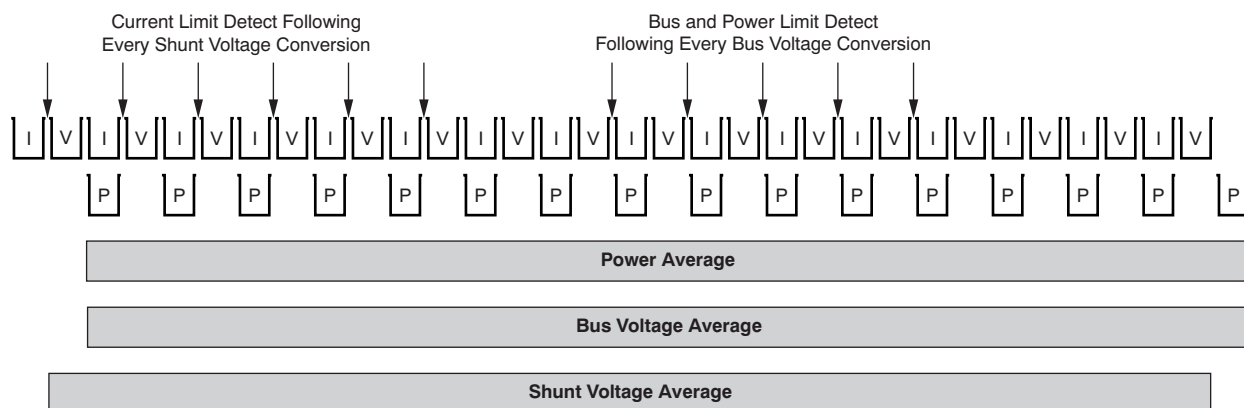 Current Limit Detect Following
Every Shunt Voltage Conversion
Bus and Power Limit Detect
Following Every Bus Voltage Conversion
I V I V I V I V I V I V I V I V I V I V I V I V I V I V I V I V
P P P P P P P P P P P P P P P P
Power Average
Bus Voltage Average
Shunt Voltage Average